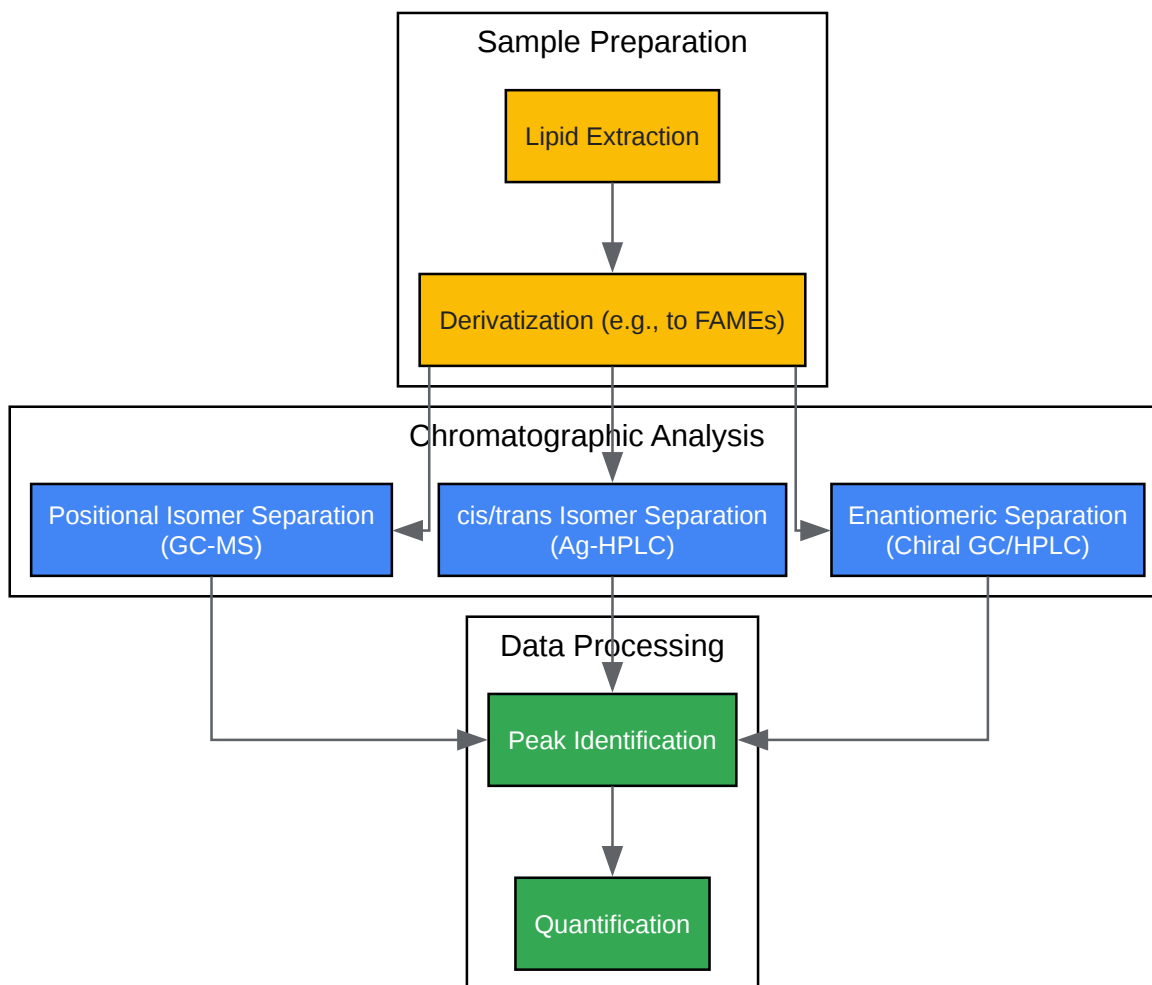 Sample Preparation
Lipid Extraction
Derivatization (e.g., to FAMEs)
Chromatographic Analysis
Positional Isomer Separation
(GC-MS)
cis/trans Isomer Separation
(Ag-HPLC)
Enantiomeric Separation
(Chiral GC/HPLC)
Data Processing
Peak Identification
Quantification